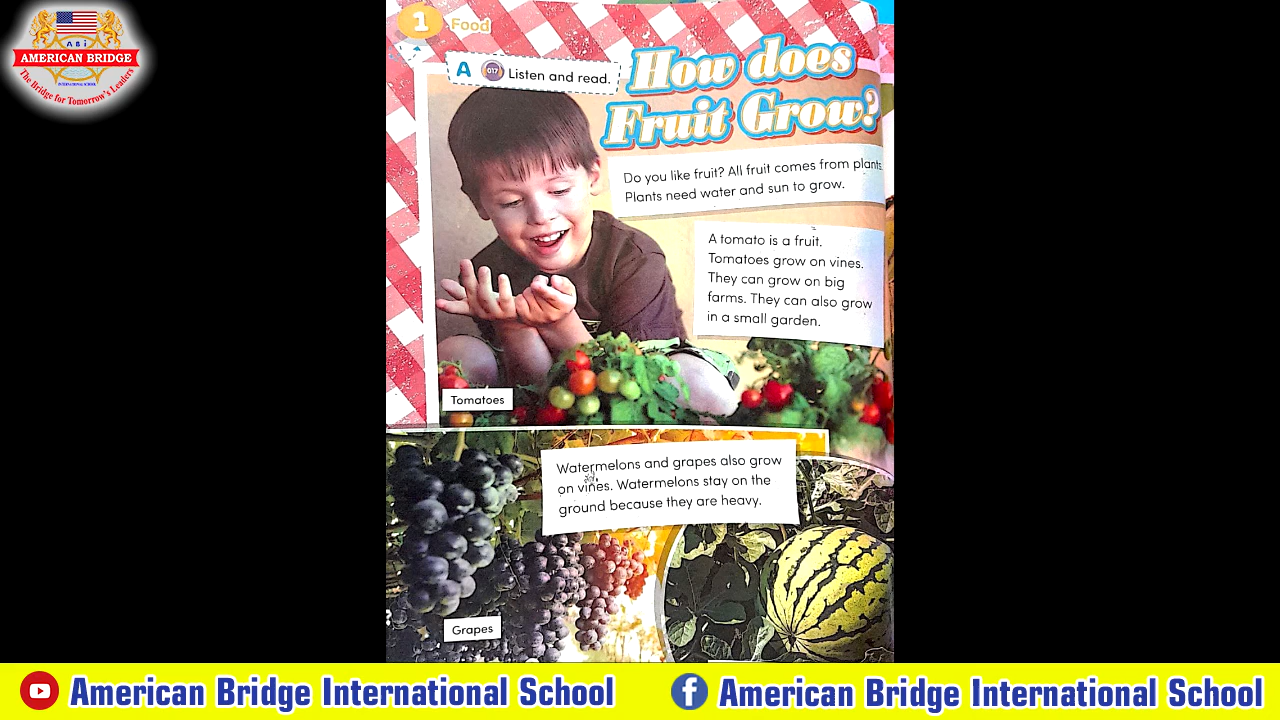 A & i
AMERICAN BRIDGE
INTERNATIONAL SCHOOL
The Bridge for Tomorrow's Leaders
1 Food
A 017 Listen and read.
How does
Fruit Grow?
Do you like fruit? All fruit comes from plants.
Plants need water and sun to grow.
A tomato is a fruit.
Tomatoes grow on vines.
They can grow on big
farms. They can also grow
in a small garden.
Tomatoes
Watermelons and grapes also grow
on vines. Watermelons stay on the
ground because they are heavy.
Grapes
American Bridge International School
American Bridge International School